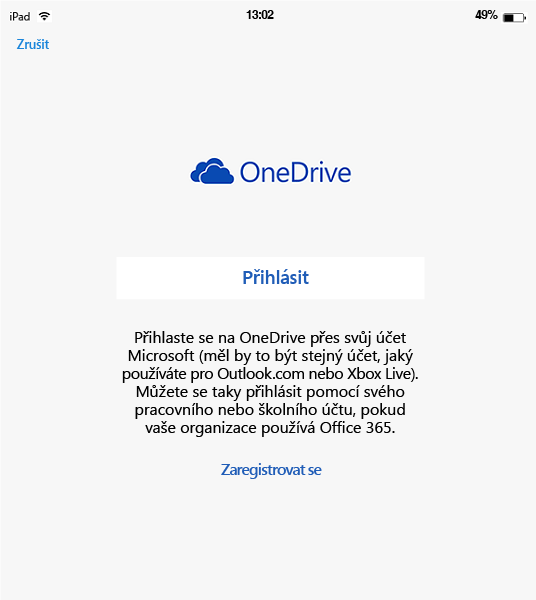 iPad 13:02 49%
Zrušit
OneDrive
Přihlásit
Přihlaste se na OneDrive přes svůj účet
Microsoft (měl by to být stejný účet, jaký
používáte pro Outlook.com nebo Xbox Live).
Můžete se taky přihlásit pomocí svého
pracovního nebo školního účtu, pokud
vaše organizace používá Office 365.
Zaregistrovat se